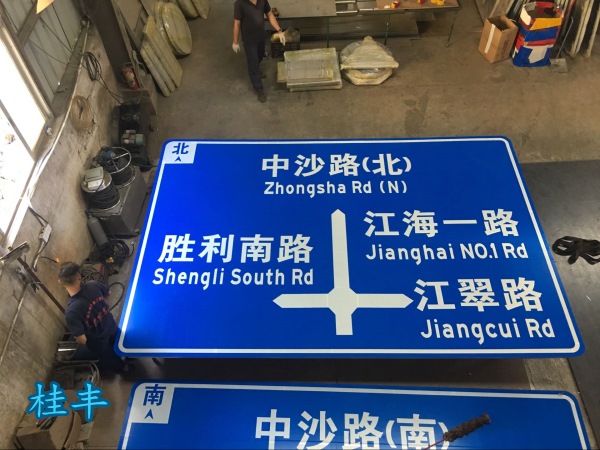 北
中沙路(北)
Zhongsha Rd (N)
胜利南路
Shengli South Rd
江海一路
Jianghai NO.1 Rd
江翠路
Jiangcui Rd
桂丰
南
中沙路(南)